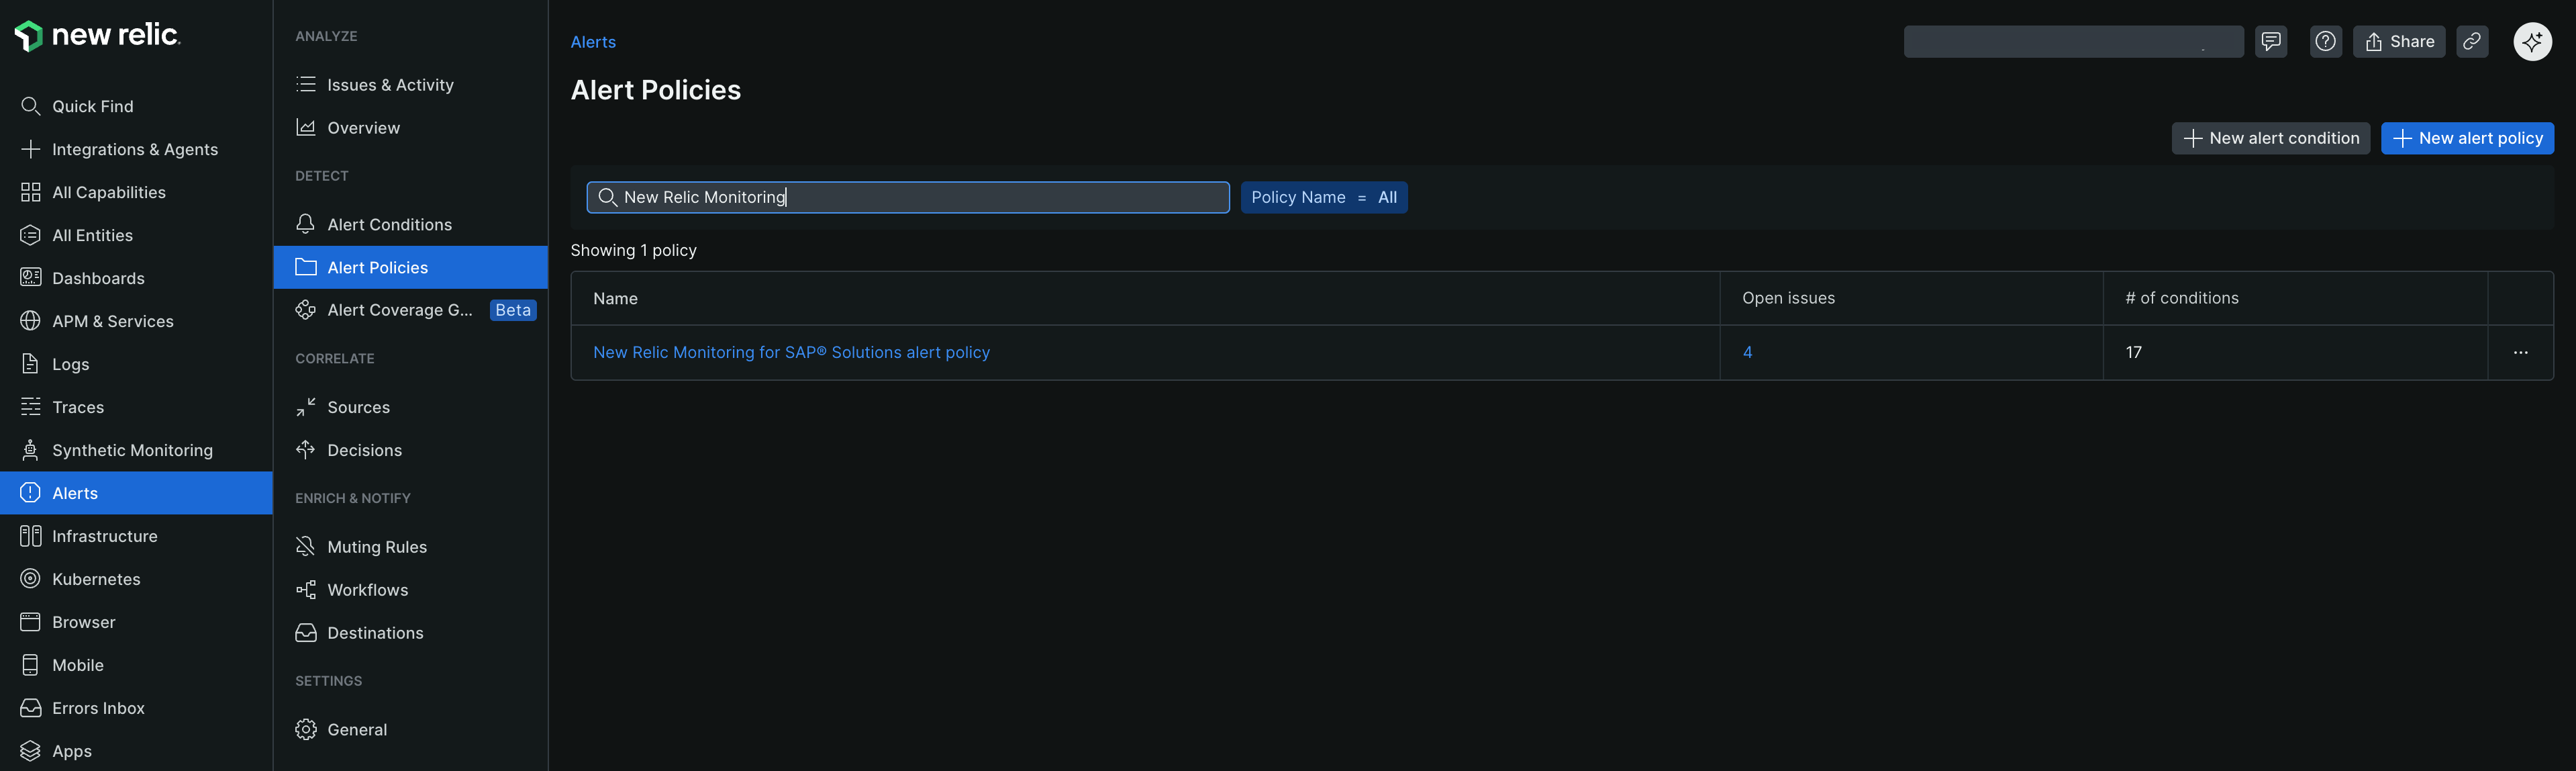 new relic.
Quick Find
Integrations & Agents
All Capabilities
All Entities
Dashboards
APM & Services
Logs
Traces
Synthetic Monitoring
Alerts
Infrastructure
Kubernetes
Browser
Mobile
Errors Inbox
Apps
ANALYZE
Issues & Activity
Overview
DETECT
Alert Conditions
Alert Policies
Alert Coverage G... Beta
CORRELATE
Sources
Decisions
ENRICH & NOTIFY
Muting Rules
Workflows
Destinations
SETTINGS
General
Alerts
Share
Alert Policies
New alert condition
New alert policy
New Relic Monitoring
Policy Name = All
Showing 1 policy
Name Open issues # of conditions
New Relic Monitoring for SAP® Solutions alert policy 4 17 ...